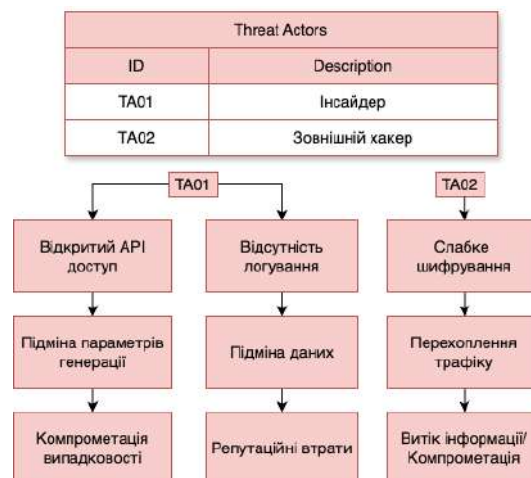 Threat Actors
ID Description
TA01 Інсайдер
TA02 Зовнішній хакер
TA01 TA02
Відкритий API
доступ
Відсутність
логування
Слабке
шифрування
Підміна параметрів
генерації
Підміна даних
Перехоплення
трафіку
Компрометація
випадковості
Репутаційні втрати
Витік інформації/
Компрометація